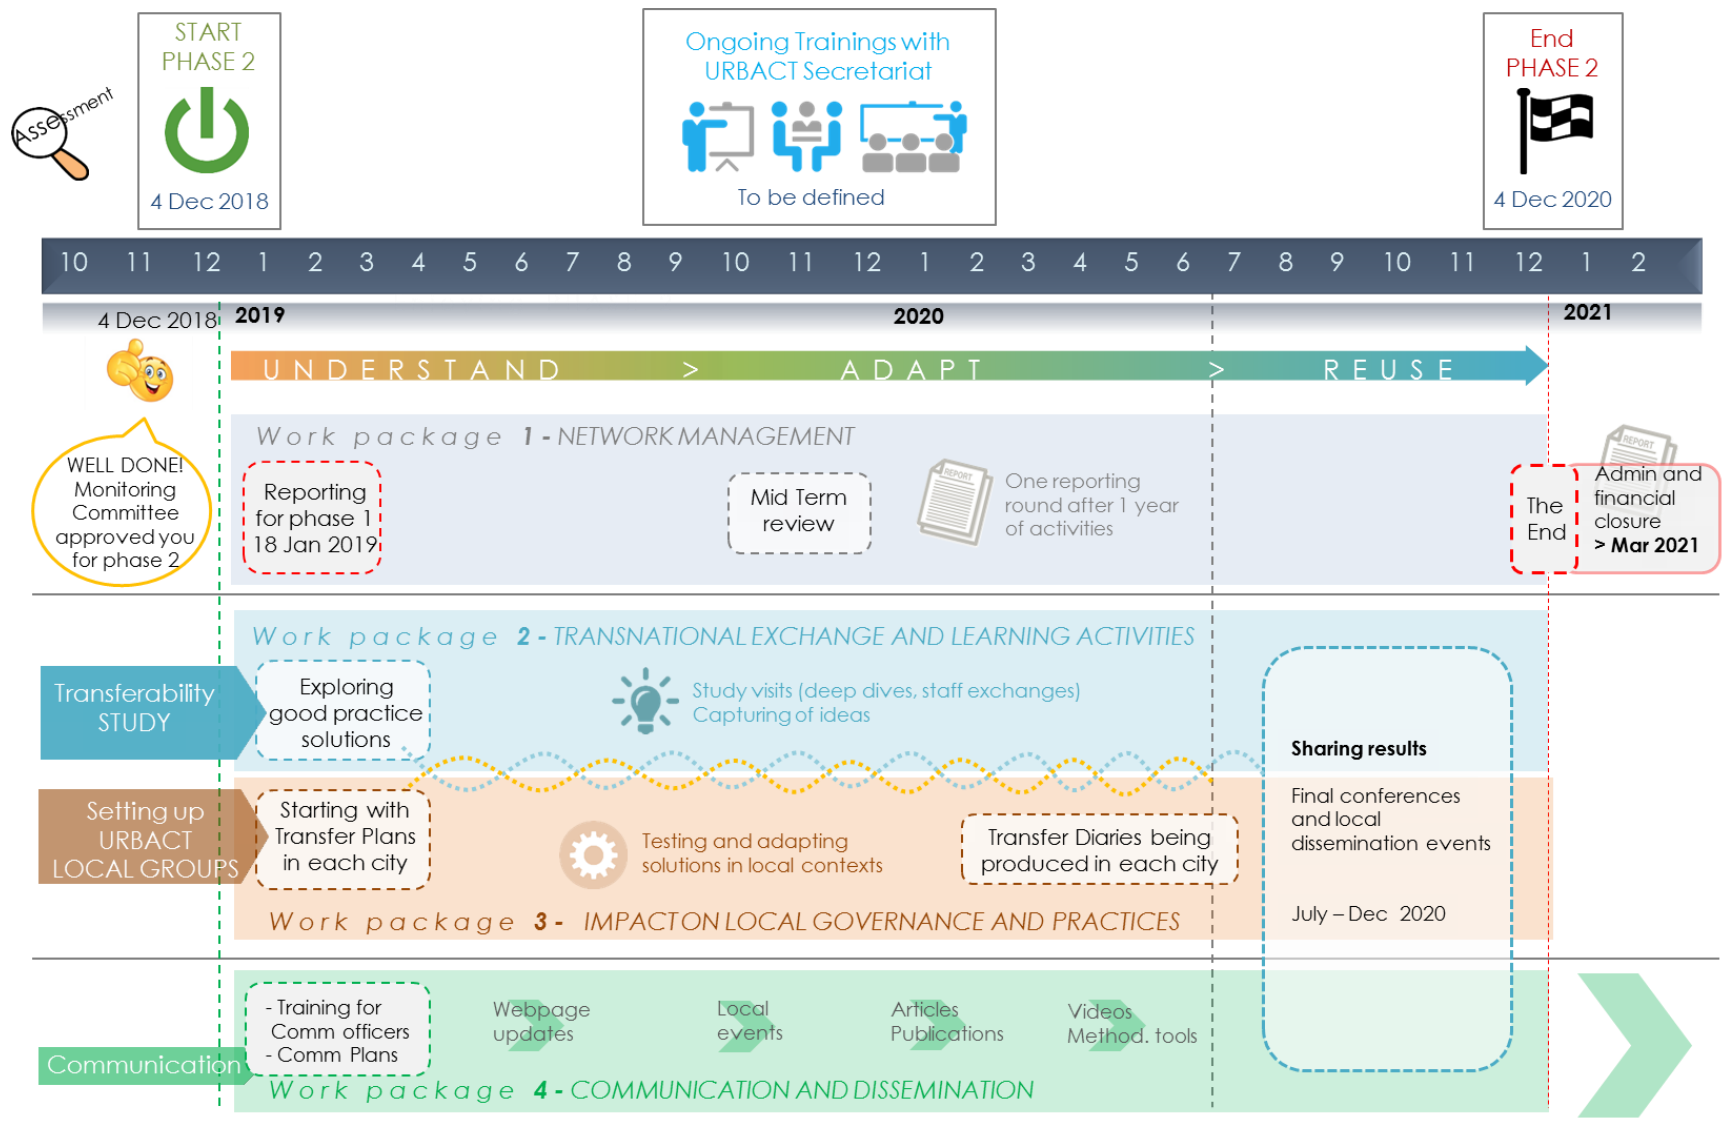 START
PHASE 2
4 Dec 2018
Assessment
Ongoing Trainings with
URBACT Secretariat
To be defined
End
PHASE 2
4 Dec 2020
10 11 12 1 2 3 4 5 6 7 8 9 10 11 12 1 2 3 4 5 6 7 8 9 10 11 12 1 2
4 Dec 2018 2019 2020 2021
UNDERSTAND > ADAPT > REUSE
WELL DONE!
Monitoring
Committee
approved you
for phase 2
Work package 1 - NETWORK MANAGEMENT
Reporting
for phase 1
18 Jan 2019
Mid Term
review
REPORT
One reporting
round after 1 year
of activities
The
End
REPORT
Admin and
financial
closure
> Mar 2021
Work package 2 - TRANSNATIONAL EXCHANGE AND LEARNING ACTIVITIES
Transferability
STUDY
Exploring
good practice
solutions
Study visits (deep dives, staff exchanges)
Capturing of ideas
Setting up
URBACT
LOCAL GROUPS
Starting with
Transfer Plans
in each city
Testing and adapting
solutions in local contexts
Transfer Diaries being
produced in each city
Work package 3 - IMPACTON LOCAL GOVERNANCE AND PRACTICES
Sharing results
Final conferences
and local
dissemination events
July – Dec 2020
Communication
- Training for
Comm officers
- Comm Plans
Webpage
updates
Local
events
Articles
Publications
Videos
Method. tools
Work package 4 - COMMUNICATION AND DISSEMINATION